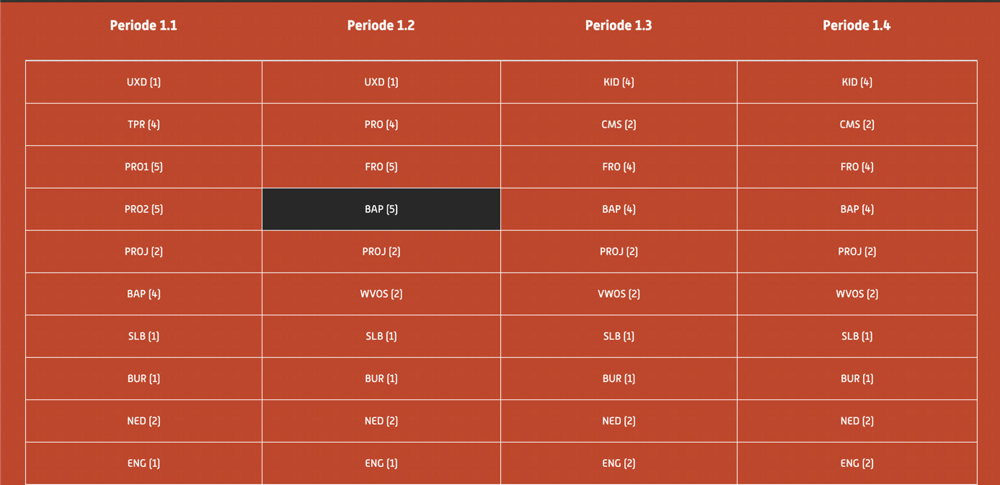 Periode 1.1 Periode 1.2 Periode 1.3 Periode 1.4
UXD (1) UXD (1) KID (4) KID (4)
TPR (4) PRO (4) CMS (2) CMS (2)
PRO1 (5) FRO (5) FRO (4) FRO (4)
PRO2 (5) BAP (5) BAP (4) BAP (4)
PROJ (2) PROJ (2) PROJ (2) PROJ (2)
BAP (4) WVOS (2) VWOS (2) WVOS (2)
SLB (1) SLB (1) SLB (1) SLB (1)
BUR (1) BUR (1) BUR (1) BUR (1)
NED (2) NED (2) NED (2) NED (2)
ENG (1) ENG (1) ENG (2) ENG (2)